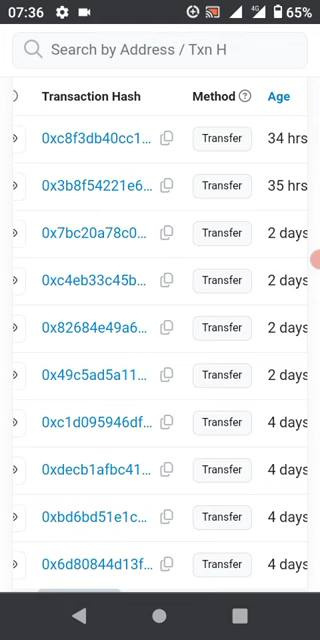 07:36 4G 65%
Search by Address / Txn H
Transaction Hash Method Age
0xc8f3db40cc1... Transfer 34 hrs
0x3b8f54221e6... Transfer 35 hrs
0x7bc20a78c0... Transfer 2 days
0xc4eb33c45b... Transfer 2 days
0x82684e49a6... Transfer 2 days
0x49c5ad5a11... Transfer 2 days
0xc1d095946df... Transfer 4 days
0xdecb1afbc41... Transfer 4 days
0xbd6bd51e1c... Transfer 4 days
0x6d80844d13f... Transfer 4 days